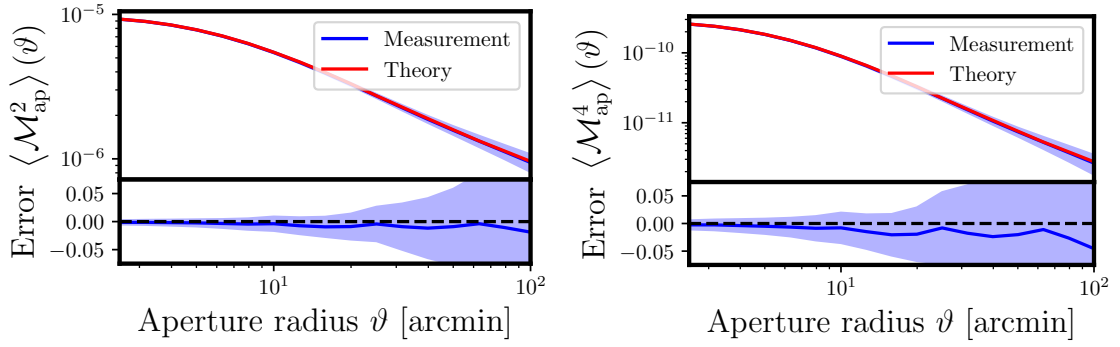 ⟨M²ap⟩(ϑ)
10⁻⁵
10⁻⁶
Measurement
Theory
Error
0.05
0.00
−0.05
10¹
10²
Aperture radius ϑ [arcmin]
⟨M⁴ap⟩(ϑ)
10⁻¹⁰
10⁻¹¹
Measurement
Theory
Error
0.05
0.00
−0.05
10¹
10²
Aperture radius ϑ [arcmin]